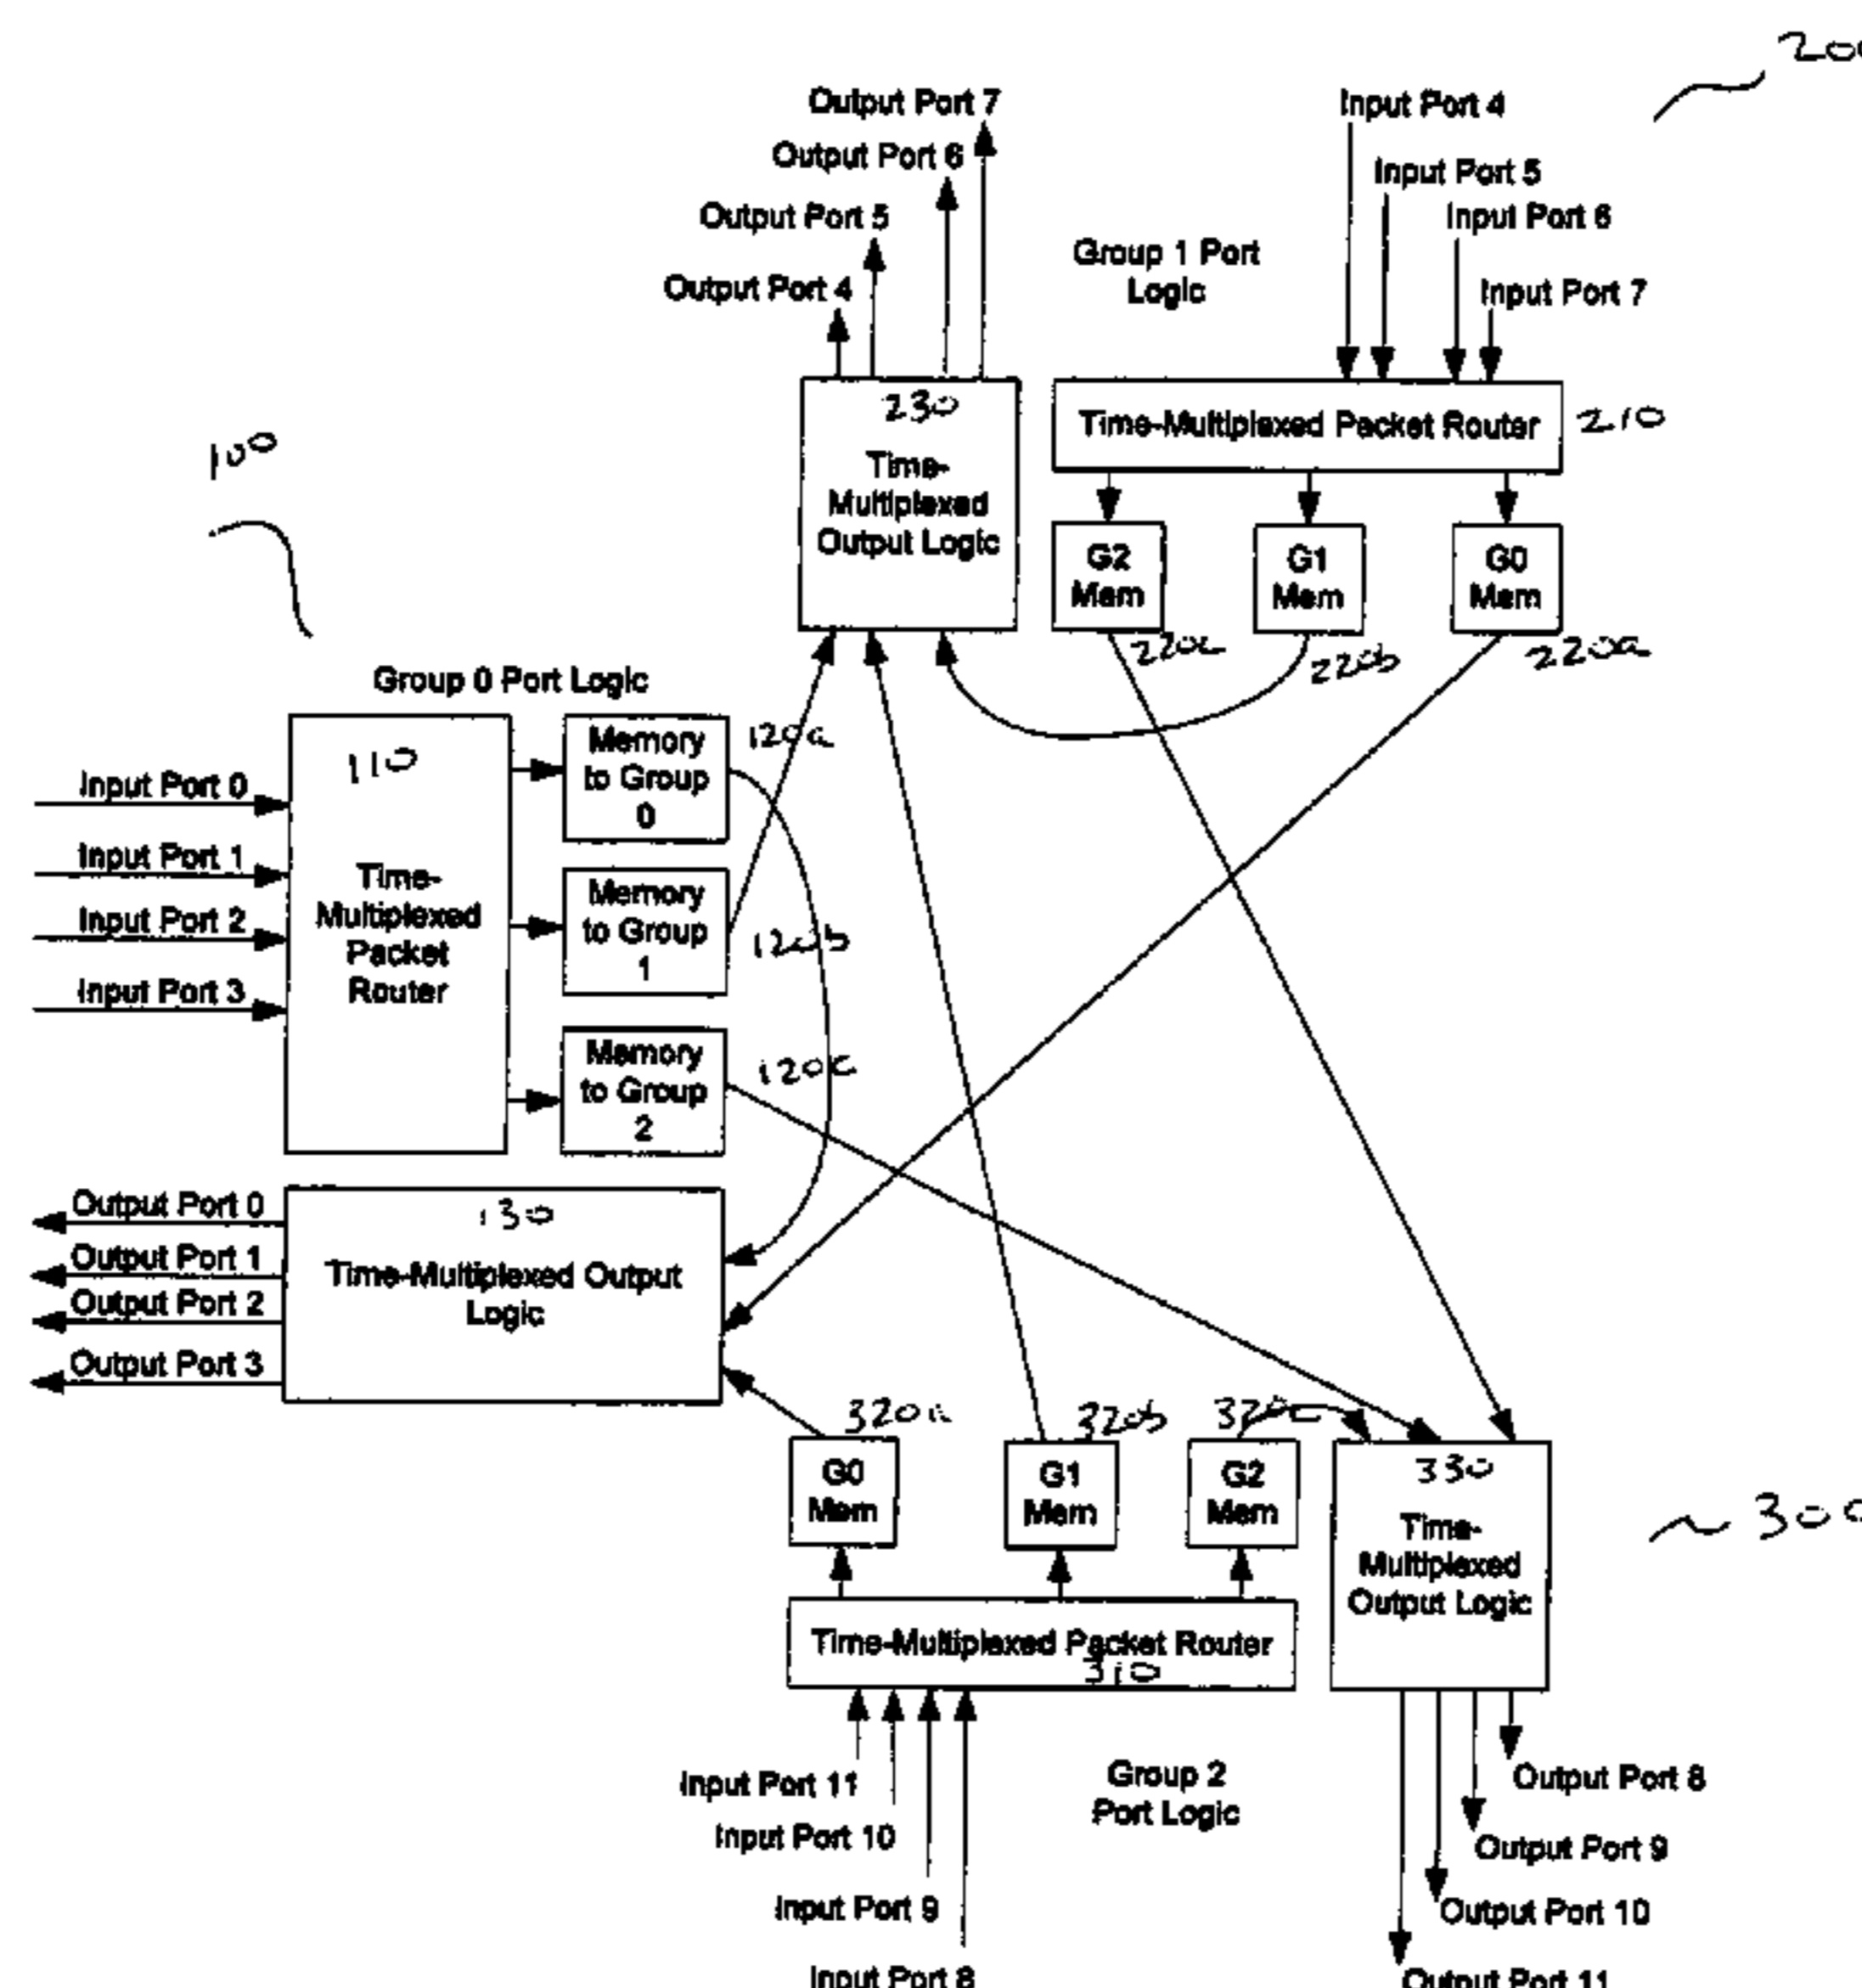 Output Port 7
Output Port 6
Output Port 5
Output Port 4
Group 1 Port
Logic
Input Port 4
Input Port 5
Input Port 6
Input Port 7
230
Time-
Multiplexed
Output Logic
Time-Multiplexed Packet Router
210
G2
Mem
G1
Mem
G0
Mem
220c
220b
220a
100
Group 0 Port Logic
Input Port 0
Input Port 1
Input Port 2
Input Port 3
110
Time-
Multiplexed
Packet
Router
Memory
to Group
0
120a
Memory
to Group
1
120b
Memory
to Group
2
120c
Output Port 0
Output Port 1
Output Port 2
Output Port 3
130
Time-Multiplexed Output
Logic
320a
320b
320c
G0
Mem
G1
Mem
G2
Mem
330
Time-
Multiplexed
Output Logic
300
Time-Multiplexed Packet Router
310
Input Port 11
Input Port 10
Input Port 9
Input Port 8
Group 2
Port Logic
Output Port 8
Output Port 9
Output Port 10
Output Port 11